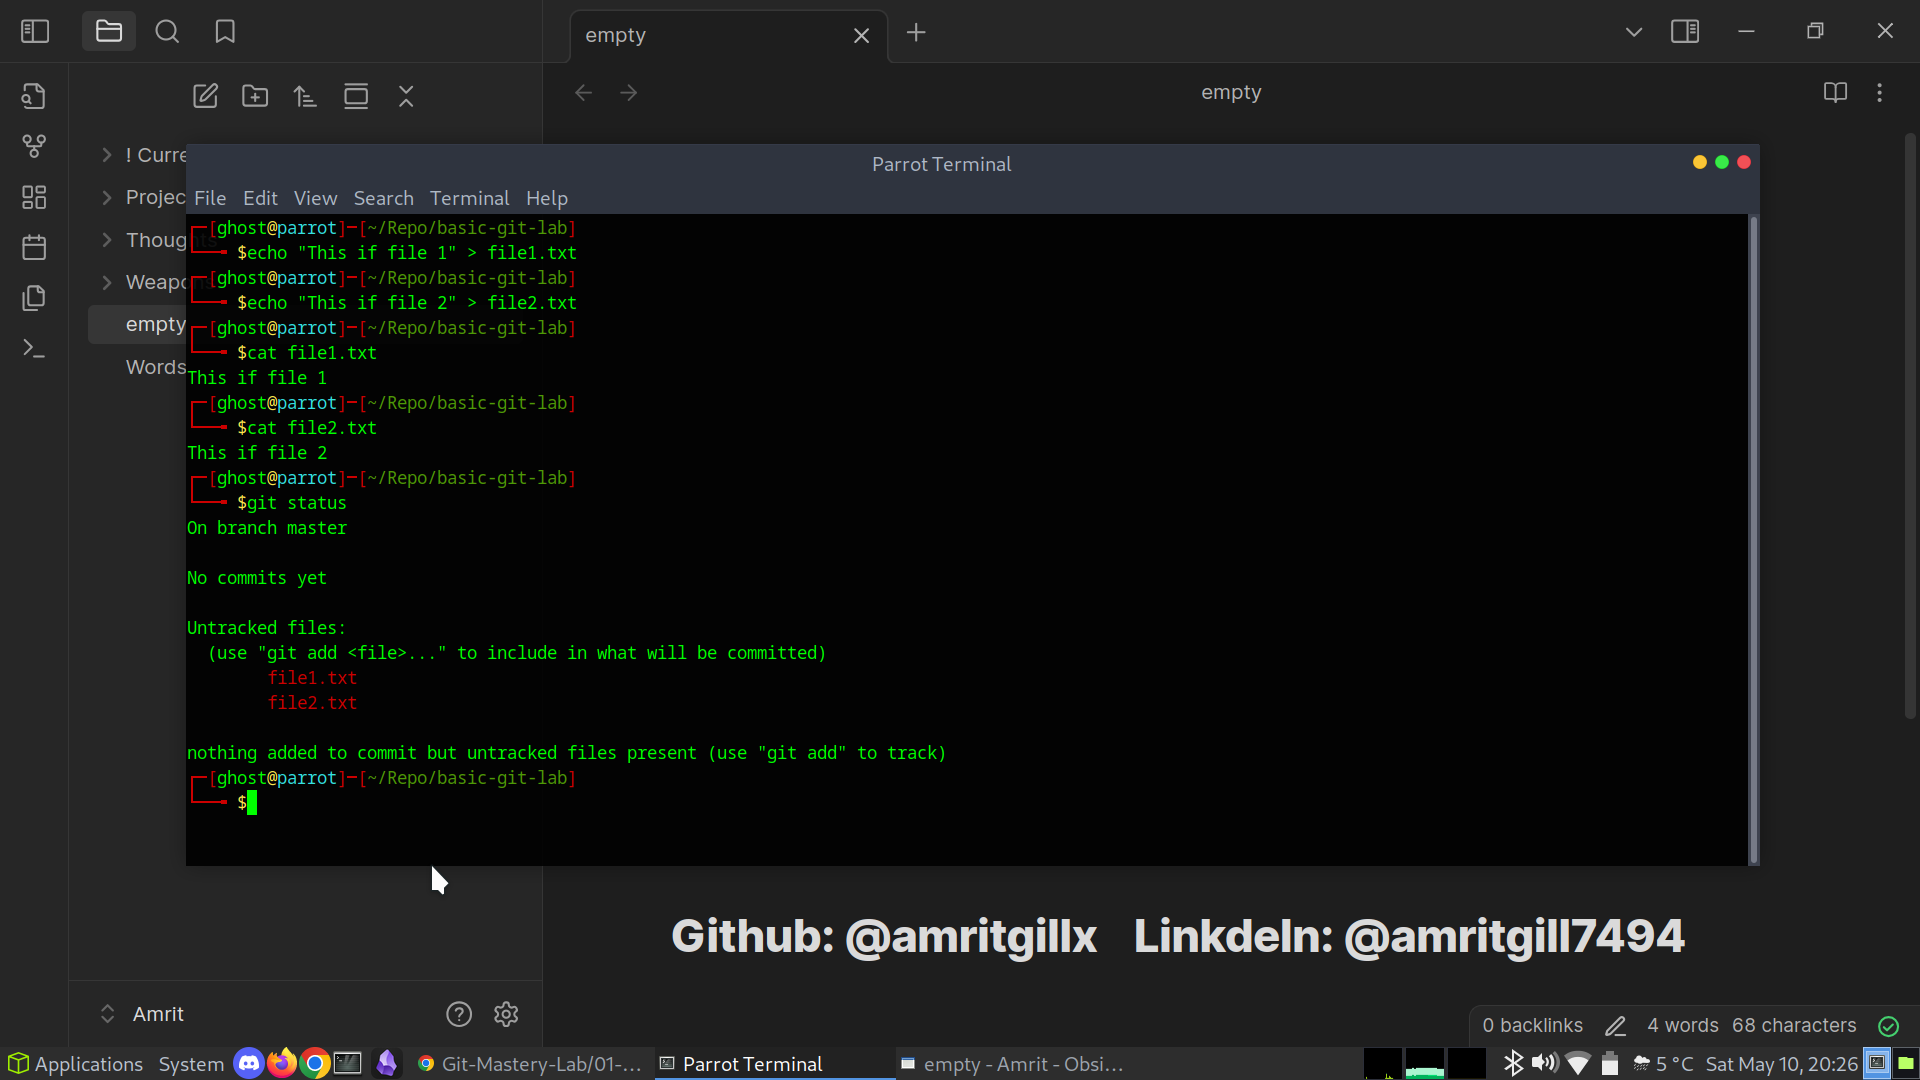 empty
empty
! Curre
Projec
Thoughts
Weapo
empty
Words
Parrot Terminal
File Edit View Search Terminal Help
[ghost@parrot]─[~/Repo/basic-git-lab]
$echo "This if file 1" > file1.txt
[ghost@parrot]─[~/Repo/basic-git-lab]
$echo "This if file 2" > file2.txt
[ghost@parrot]─[~/Repo/basic-git-lab]
$cat file1.txt
This if file 1
[ghost@parrot]─[~/Repo/basic-git-lab]
$cat file2.txt
This if file 2
[ghost@parrot]─[~/Repo/basic-git-lab]
$git status
On branch master
No commits yet
Untracked files:
(use "git add <file>..." to include in what will be committed)
file1.txt
file2.txt
nothing added to commit but untracked files present (use "git add" to track)
[ghost@parrot]─[~/Repo/basic-git-lab]
$
Github: @amritgillx Linkdeln: @amritgill7494
Amrit
0 backlinks 4 words 68 characters
Applications System Git-Mastery-Lab/01-... Parrot Terminal empty - Amrit - Obsi... 5 °C Sat May 10, 20:26